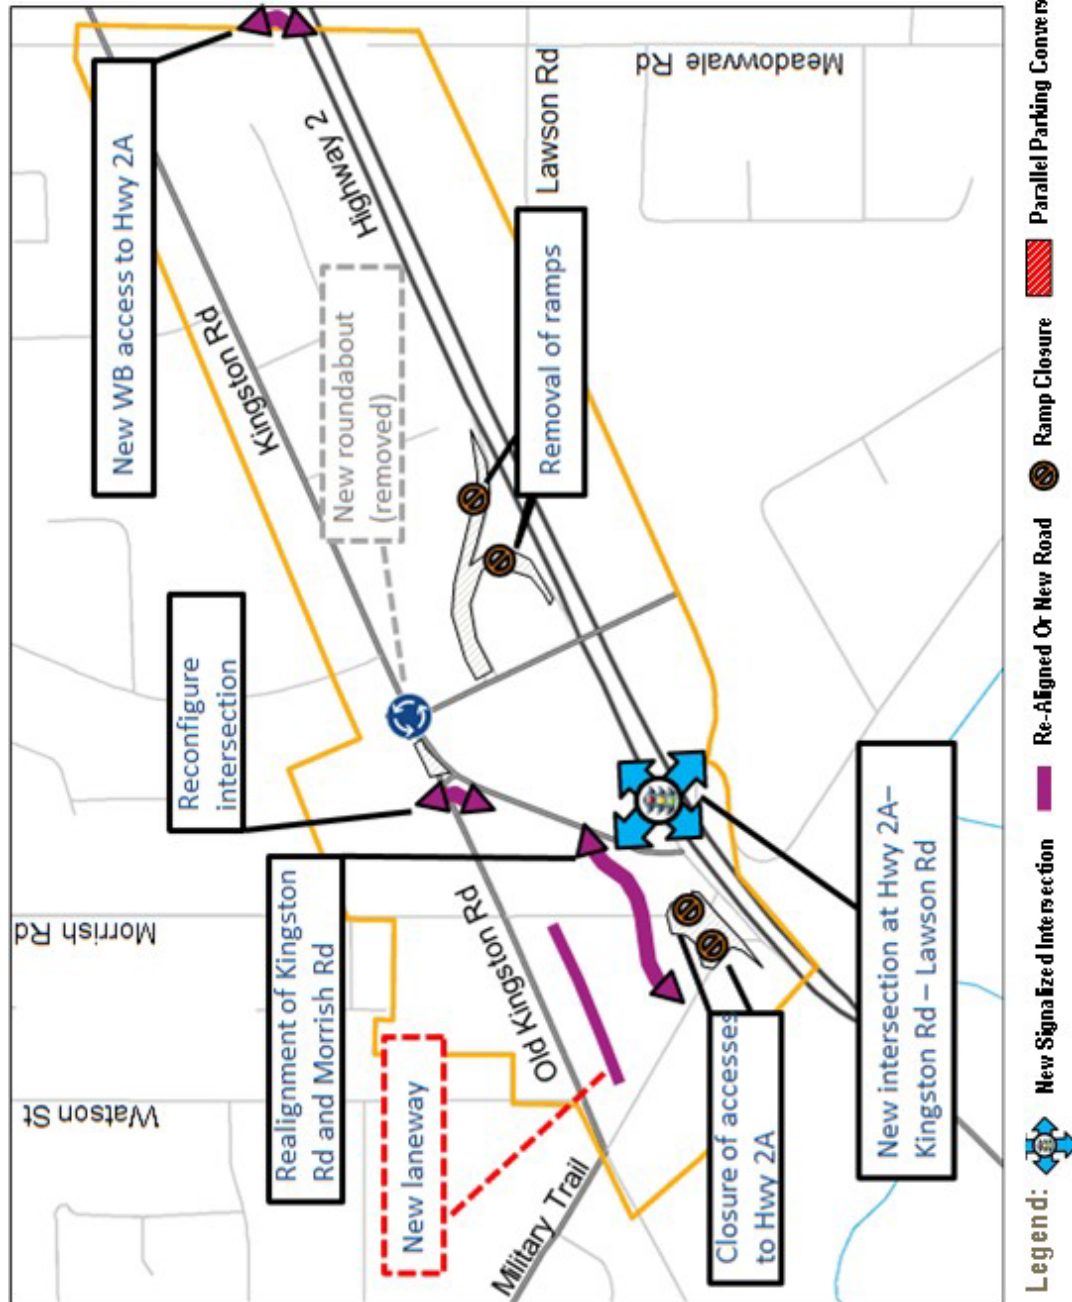 New WB access to Hwy 2A
Meadowvale Rd
Highway 2
Lawson Rd
Kingston Rd
New roundabout
(removed)
Removal of ramps
Reconfigure
intersection
Morrish Rd
Realignment of Kingston
Rd and Morrish Rd
Old Kingston Rd
Watson St
New laneway
Military Trail
Closure of accesses
to Hwy 2A
New intersection at Hwy 2A–
Kingston Rd – Lawson Rd
Legend:
New Signalized Intersection
Re-Aligned Or New Road
Ramp Closure
Parallel Parking Convers